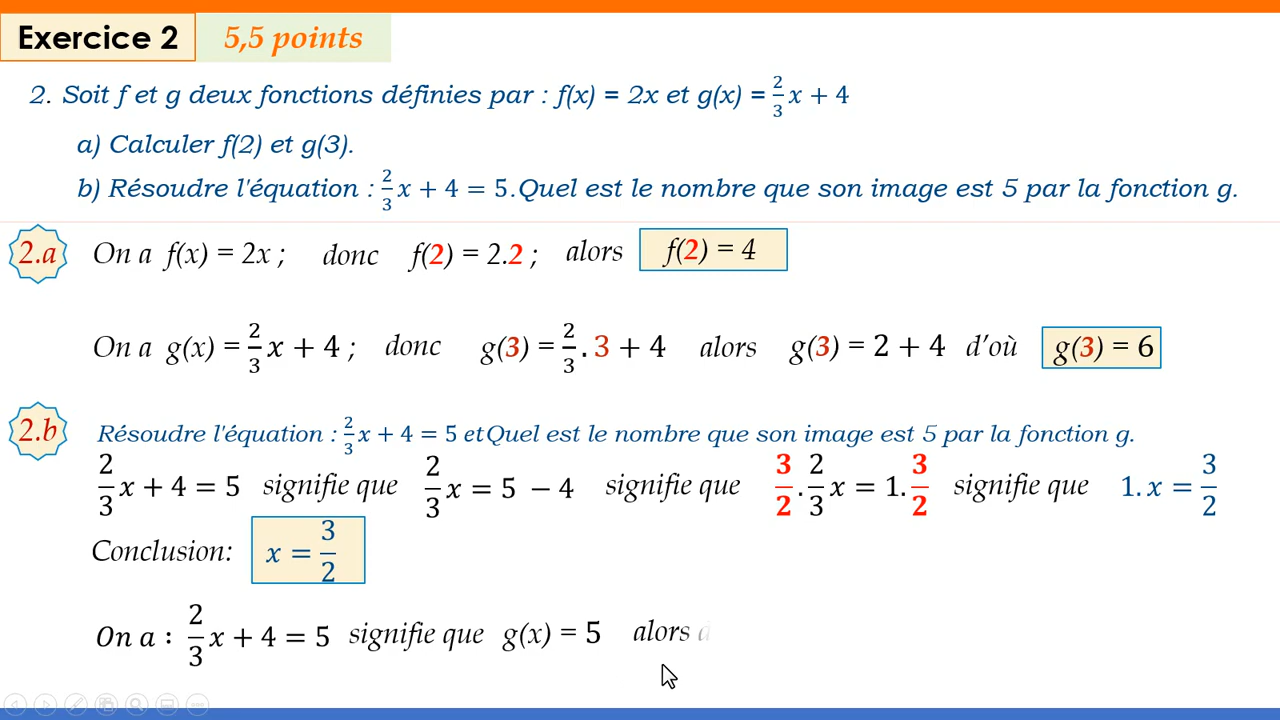 Exercice 2 5,5 points
2. Soit f et g deux fonctions définies par : f(x) = 2x et g(x) = 2/3 x + 4
a) Calculer f(2) et g(3).
b) Résoudre l'équation : 2/3 x + 4 = 5. Quel est le nombre que son image est 5 par la fonction g.
2.a On a f(x) = 2x ; donc f(2) = 2.2 ; alors f(2) = 4
On a g(x) = 2/3 x + 4 ; donc g(3) = 2/3 . 3 + 4 alors g(3) = 2 + 4 d'où g(3) = 6
2.b Résoudre l'équation : 2/3 x + 4 = 5 et Quel est le nombre que son image est 5 par la fonction g.
2/3 x + 4 = 5 signifie que 2/3 x = 5 − 4 signifie que 3/2 . 2/3 x = 1. 3/2 signifie que 1. x = 3/2
Conclusion: x = 3/2
On a : 2/3 x + 4 = 5 signifie que g(x) = 5 alors